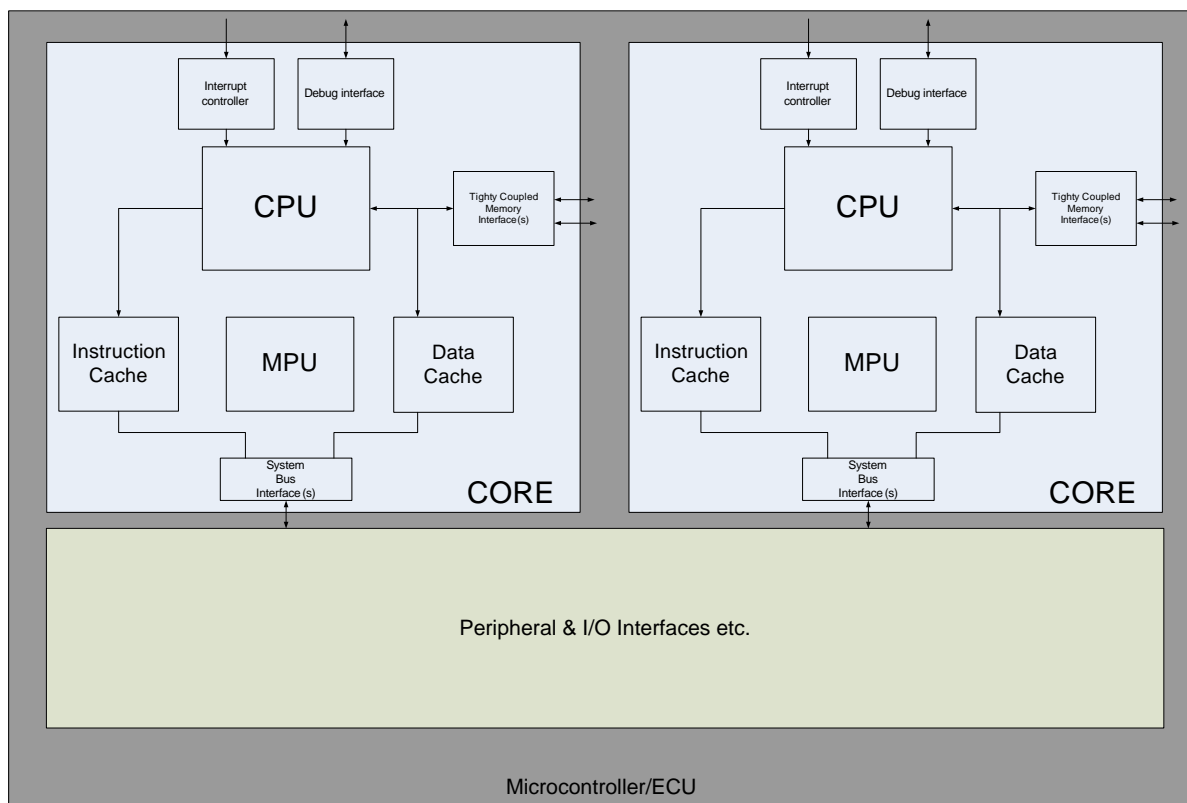 Interrupt
controller
Debug interface
CPU
Tighty Coupled
Memory
Interface(s)
Instruction
Cache
MPU
Data
Cache
System
Bus
Interface(s)
CORE
Interrupt
controller
Debug interface
CPU
Tighty Coupled
Memory
Interface(s)
Instruction
Cache
MPU
Data
Cache
System
Bus
Interface(s)
CORE
Peripheral & I/O Interfaces etc.
Microcontroller/ECU